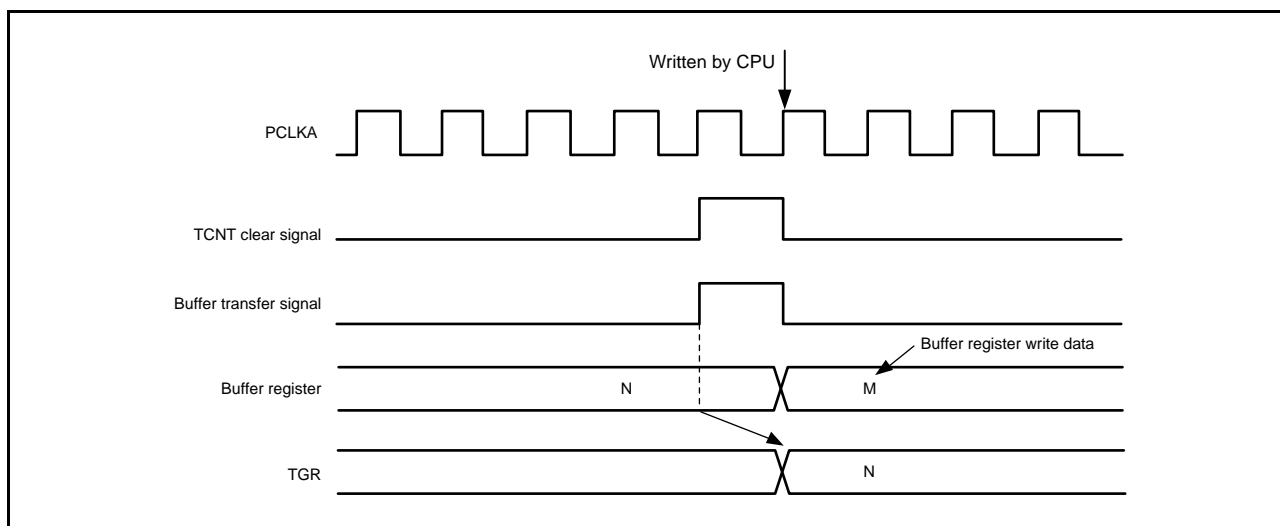 Written by CPU
PCLKA
TCNT clear signal
Buffer transfer signal
Buffer register write data
Buffer register
N
M
TGR
N